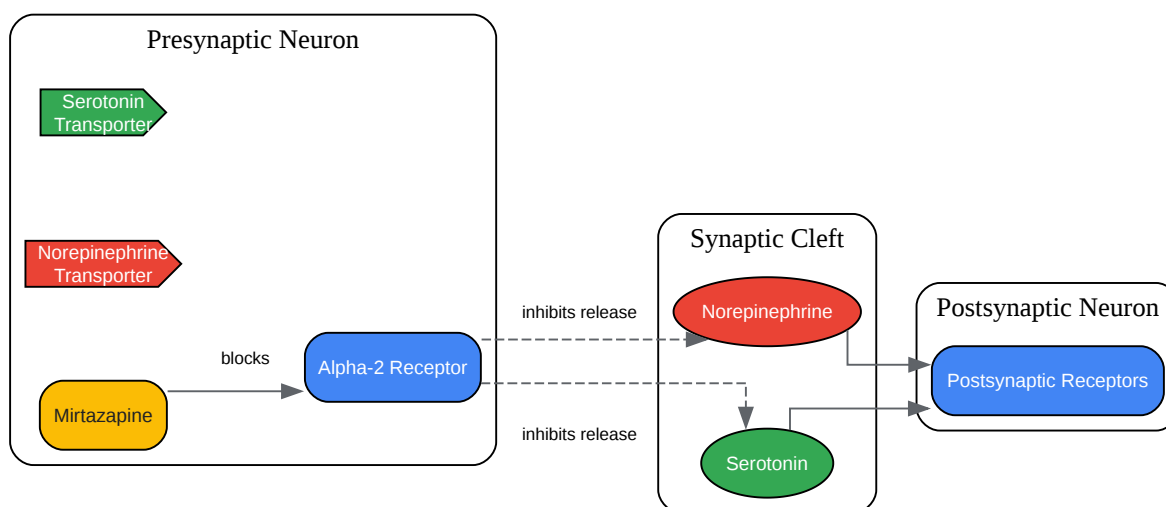 Presynaptic Neuron
Serotonin
Transporter
Norepinephrine
Transporter
Synaptic Cleft
Norepinephrine
Postsynaptic Neuron
inhibits release
blocks
Alpha-2 Receptor
Postsynaptic Receptors
Mirtazapine
inhibits release
Serotonin